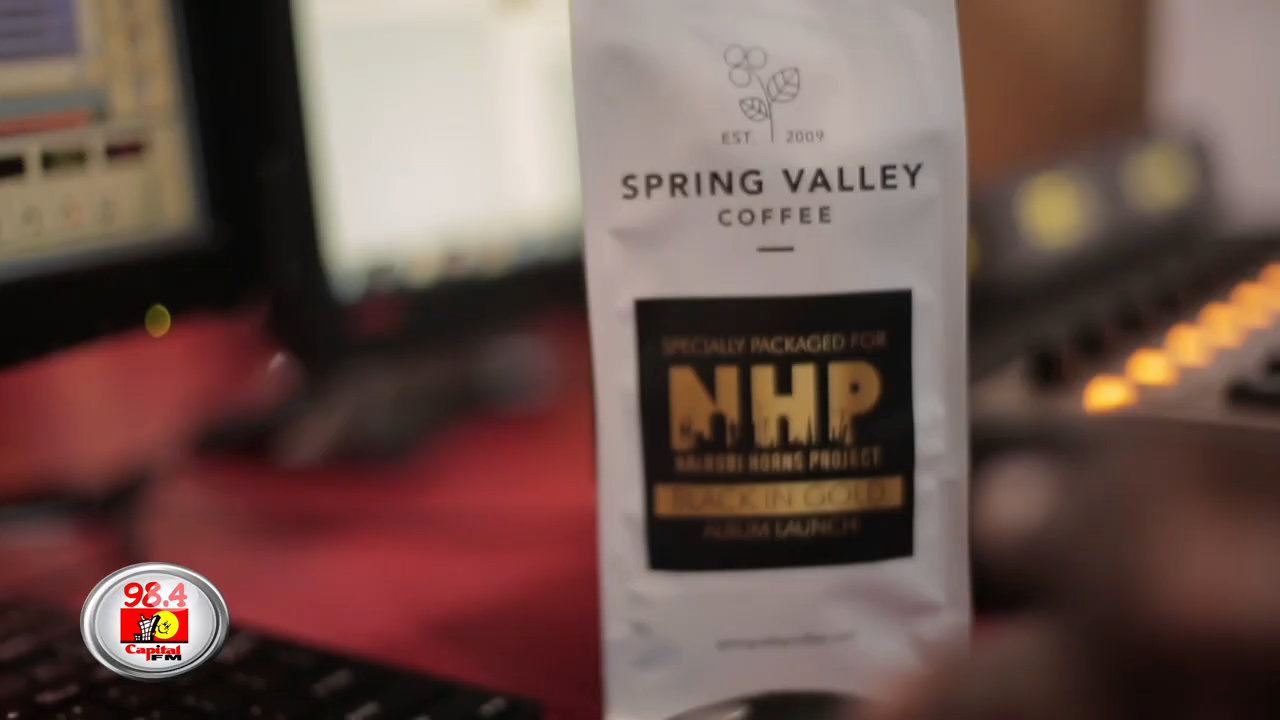 EST 2009
SPRING VALLEY
COFFEE
SPECIALLY PACKAGED FOR
NHP
NAIROBI HORNS PROJECT
BLACK IN GOLD
ALBUM LAUNCH
98.4
Capital
FM